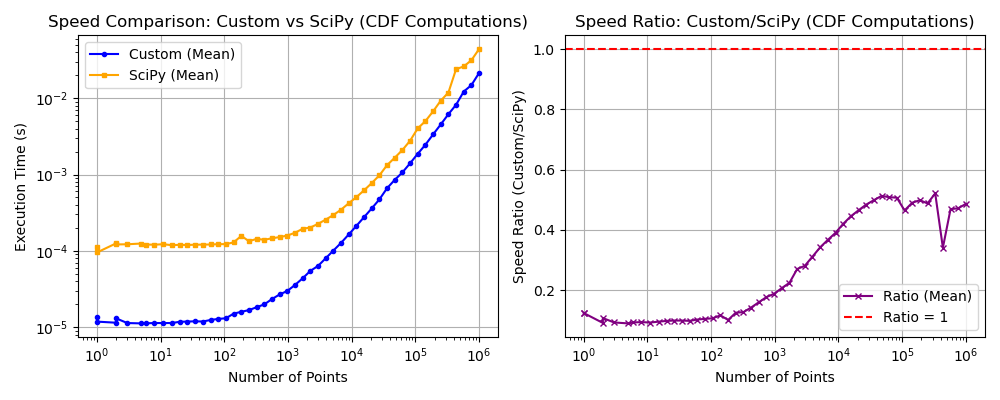 Speed Comparison: Custom vs SciPy (CDF Computations)
Custom (Mean)
SciPy (Mean)
Execution Time (s)
10⁻²
10⁻³
10⁻⁴
10⁻⁵
10⁰ 10¹ 10² 10³ 10⁴ 10⁵ 10⁶
Number of Points
Speed Ratio: Custom/SciPy (CDF Computations)
Speed Ratio (Custom/SciPy)
1.0
0.8
0.6
0.4
0.2
Ratio (Mean)
Ratio = 1
10⁰ 10¹ 10² 10³ 10⁴ 10⁵ 10⁶
Number of Points